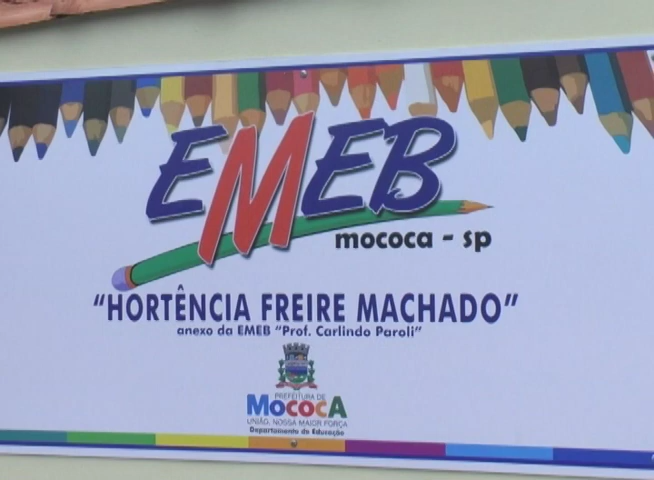 EMEB
mococa - sp
"HORTÊNCIA FREIRE MACHADO"
anexo da EMEB "Prof. Carlindo Paroli"
PREFEITURA DE
MOCOCA
UNIÃO, NOSSA MAIOR FORÇA
Departamento de Educação